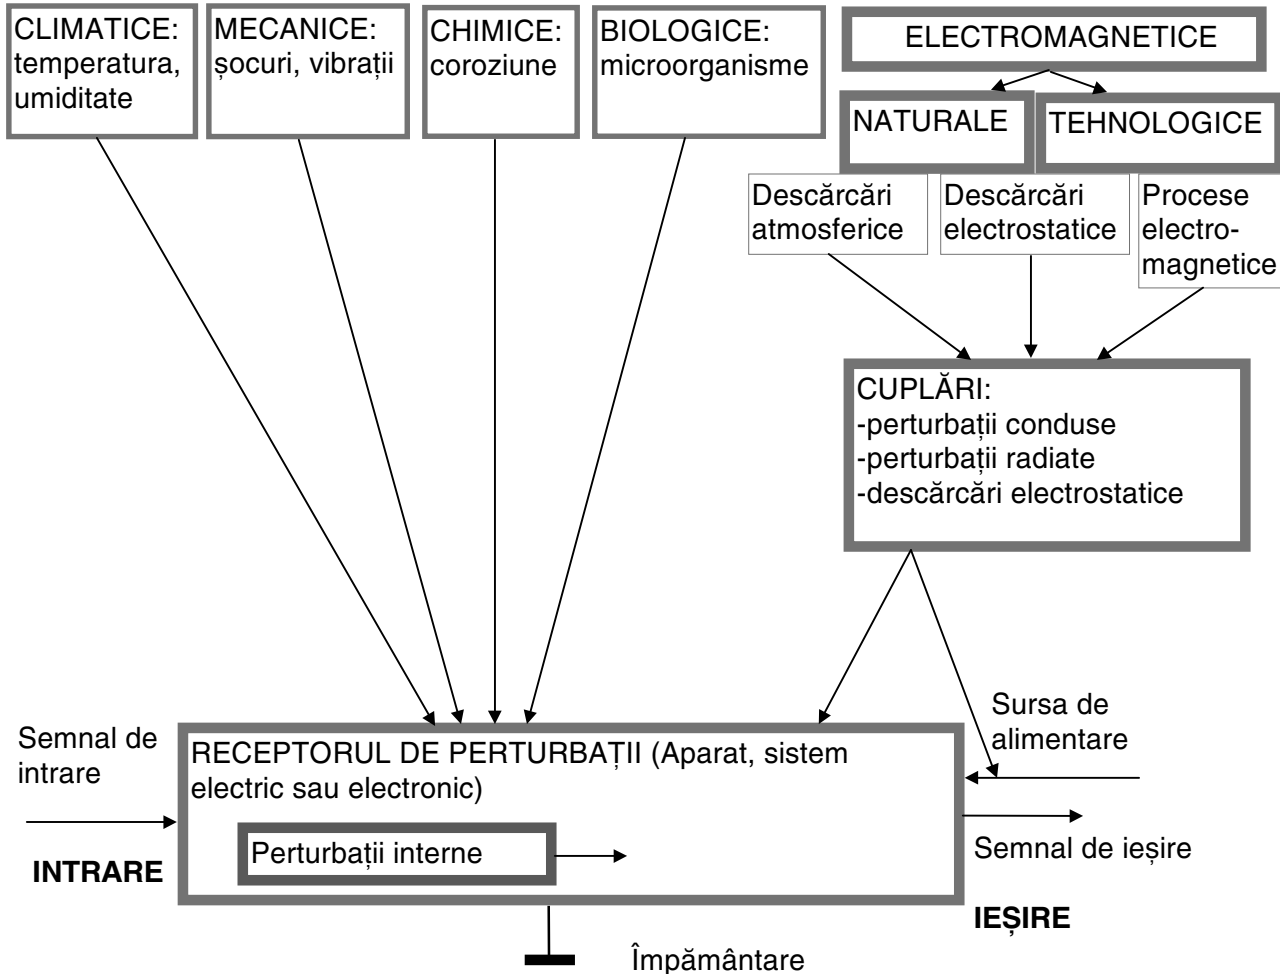 CLIMATICE:
temperatura,
umiditate
MECANICE:
șocuri, vibrații
CHIMICE:
coroziune
BIOLOGICE:
microorganisme
ELECTROMAGNETICE
NATURALE
TEHNOLOGICE
Descărcări
atmosferice
Descărcări
electrostatice
Procese
electro-
magnetice
CUPLĂRI:
-perturbații conduse
-perturbații radiate
-descărcări electrostatice
Semnal de
intrare
INTRARE
RECEPTORUL DE PERTURBAȚII (Aparat, sistem
electric sau electronic)
Perturbații interne
Sursa de
alimentare
Semnal de ieșire
IEȘIRE
Împământare